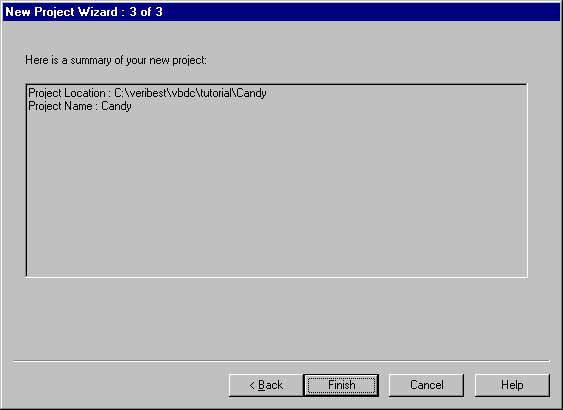 New Project Wizard : 3 of 3
Here is a summary of your new project:
Project Location : C:\veribest\vbdc\tutorial\Candy
Project Name : Candy
< Back Finish Cancel Help